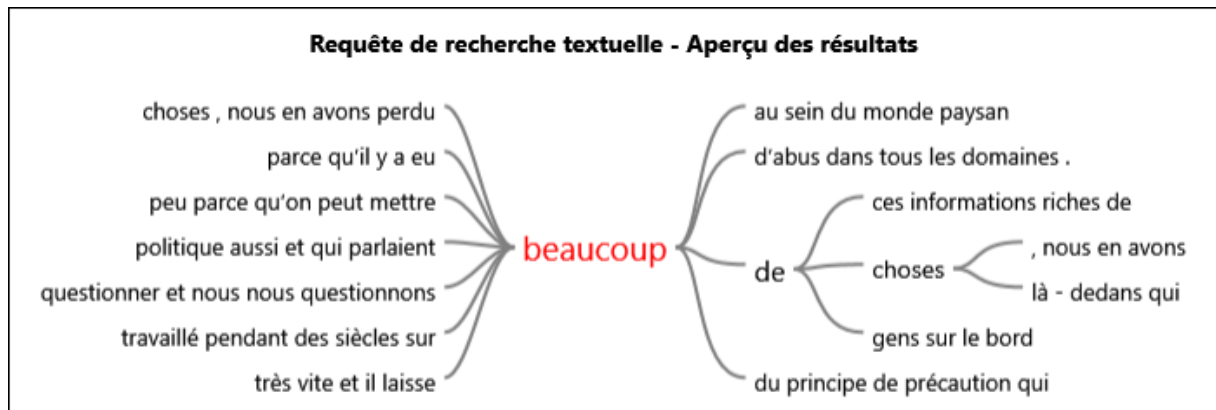 Requête de recherche textuelle - Aperçu des résultats
choses , nous en avons perdu
parce qu'il y a eu
peu parce qu'on peut mettre
politique aussi et qui parlaient
questionner et nous nous questionnons
travaillé pendant des siècles sur
très vite et il laisse
beaucoup
au sein du monde paysan
d'abus dans tous les domaines .
de
ces informations riches de
choses
, nous en avons
là - dedans qui
gens sur le bord
du principe de précaution qui